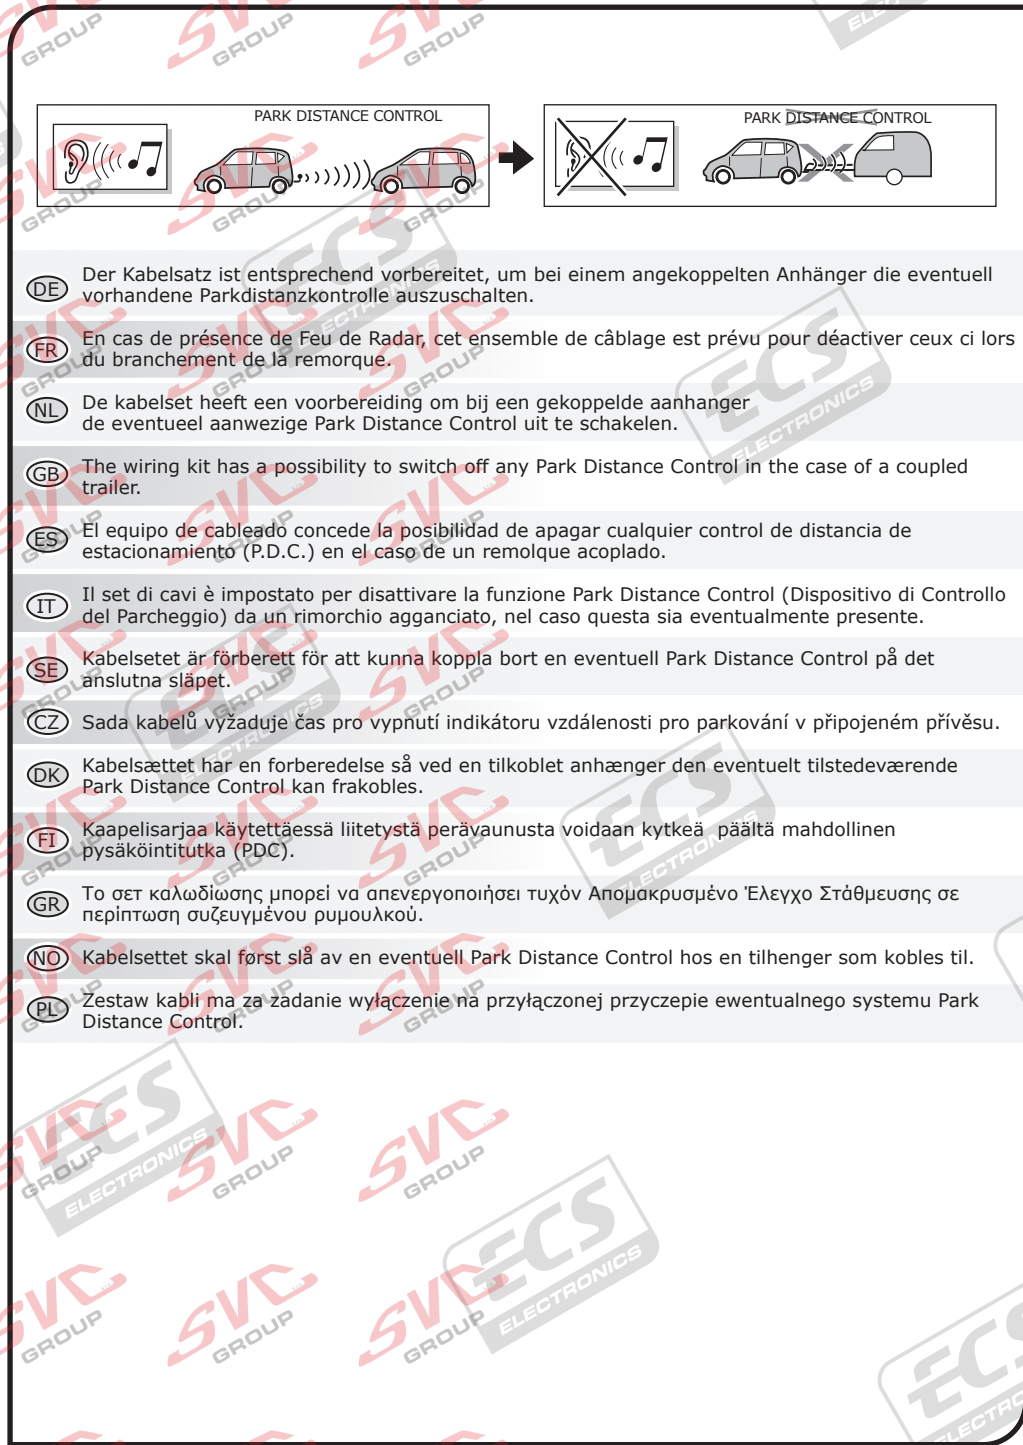 PARK DISTANCE CONTROL
PARK DISTANCE CONTROL
DE
Der Kabelsatz ist entsprechend vorbereitet, um bei einem angekoppelten Anhänger die eventuell
vorhandene Parkdistanzkontrolle auszuschalten.
FR
En cas de présence de Feu de Radar, cet ensemble de câblage est prévu pour déactiver ceux ci lors
du branchement de la remorque.
NL
De kabelset heeft een voorbereiding om bij een gekoppelde aanhanger
de eventueel aanwezige Park Distance Control uit te schakelen.
GB
The wiring kit has a possibility to switch off any Park Distance Control in the case of a coupled
trailer.
ES
El equipo de cableado concede la posibilidad de apagar cualquier control de distancia de
estacionamiento (P.D.C.) en el caso de un remolque acoplado.
IT
Il set di cavi è impostato per disattivare la funzione Park Distance Control (Dispositivo di Controllo
del Parcheggio) da un rimorchio agganciato, nel caso questa sia eventualmente presente.
SE
Kabelsetet är förberett för att kunna koppla bort en eventuell Park Distance Control på det
anslutna släpet.
CZ
Sada kabelů vyžaduje čas pro vypnutí indikátoru vzdálenosti pro parkování v připojeném přívěsu.
DK
Kabelsættet har en forberedelse så ved en tilkoblet anhænger den eventuelt tilstedeværende
Park Distance Control kan frakobles.
FI
Kaapelisarjaa käytettäessä liitetystä perävaunusta voidaan kytkeä  päältä mahdollinen
pysäköintitutka (PDC).
GR
Το σετ καλωδίωσης μπορεί να απενεργοποιήσει τυχόν Απομακρυσμένο Έλεγχο Στάθμευσης σε
περίπτωση συζευγμένου ρυμουλκού.
NO
Kabelsettet skal først slå av en eventuell Park Distance Control hos en tilhenger som kobles til.
PL
Zestaw kabli ma za zadanie wyłączenie na przyłączonej przyczepie ewentualnego systemu Park
Distance Control.